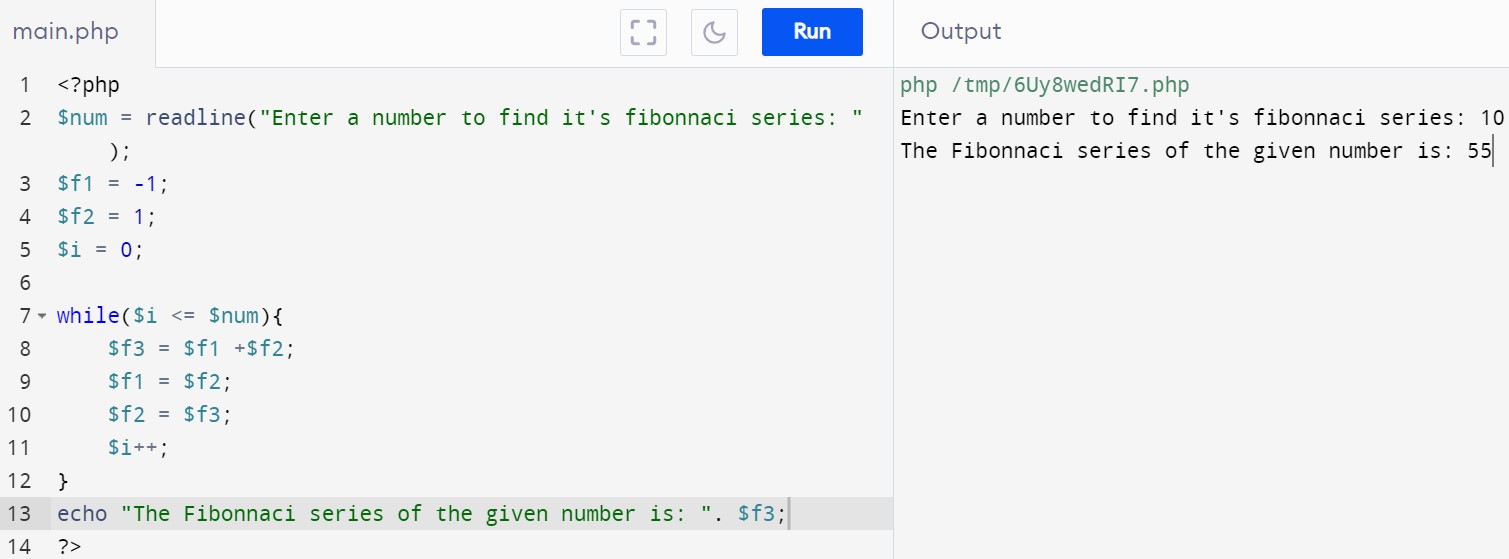 main.php
Run
Output
1 <?php
2 $num = readline("Enter a number to find it's fibonnaci series: "
);
3 $f1 = -1;
4 $f2 = 1;
5 $i = 0;
6
7 while($i <= $num){
8 $f3 = $f1 +$f2;
9 $f1 = $f2;
10 $f2 = $f3;
11 $i++;
12 }
13 echo "The Fibonnaci series of the given number is: ". $f3;
14 ?>
php /tmp/6Uy8wedRI7.php
Enter a number to find it's fibonnaci series: 10
The Fibonnaci series of the given number is: 55